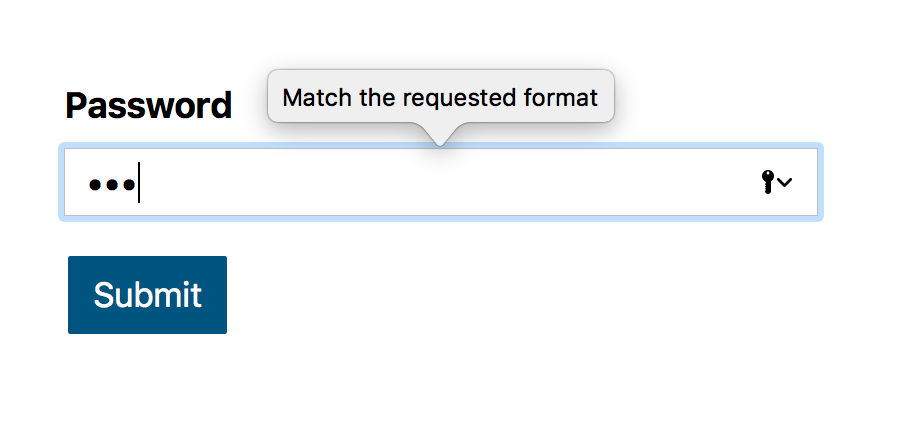 Password
Match the requested format
•••
Submit